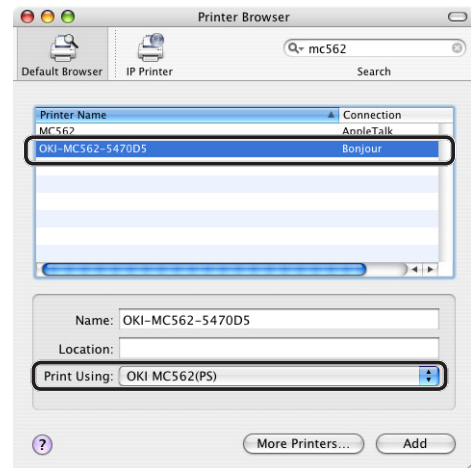 Printer Browser
mc562
Default Browser IP Printer Search
Printer Name Connection
MC562 AppleTalk
OKI-MC562-5470D5 Bonjour
Name: OKI-MC562-5470D5
Location:
Print Using: OKI MC562(PS)
? More Printers... Add